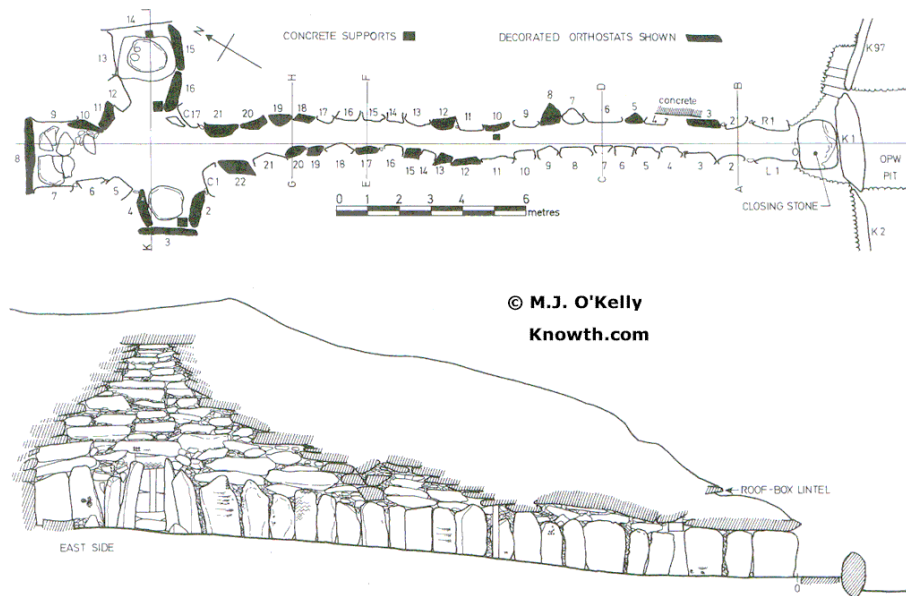 14
15
13
N
CONCRETE SUPPORTS
DECORATED ORTHOSTATS SHOWN
K97
16
12
H
F
D
B
C
17
21
20
19
18
17
16
15
14
13
12
11
10
9
8
7
6
5
4
concrete
3
2
R1
9
10
11
8
O
K1
OPW
PIT
7
6
5
4
C1
22
21
G
20
19
18
E
17
16
15
14
13
12
11
10
9
8
7
C
6
5
4
3
2
A
L1
K
3
2
0 1 2 3 4 5 6
metres
CLOSING STONE
K2
© M.J. O'Kelly
Knowth.com
ROOF-BOX LINTEL
EAST SIDE
O